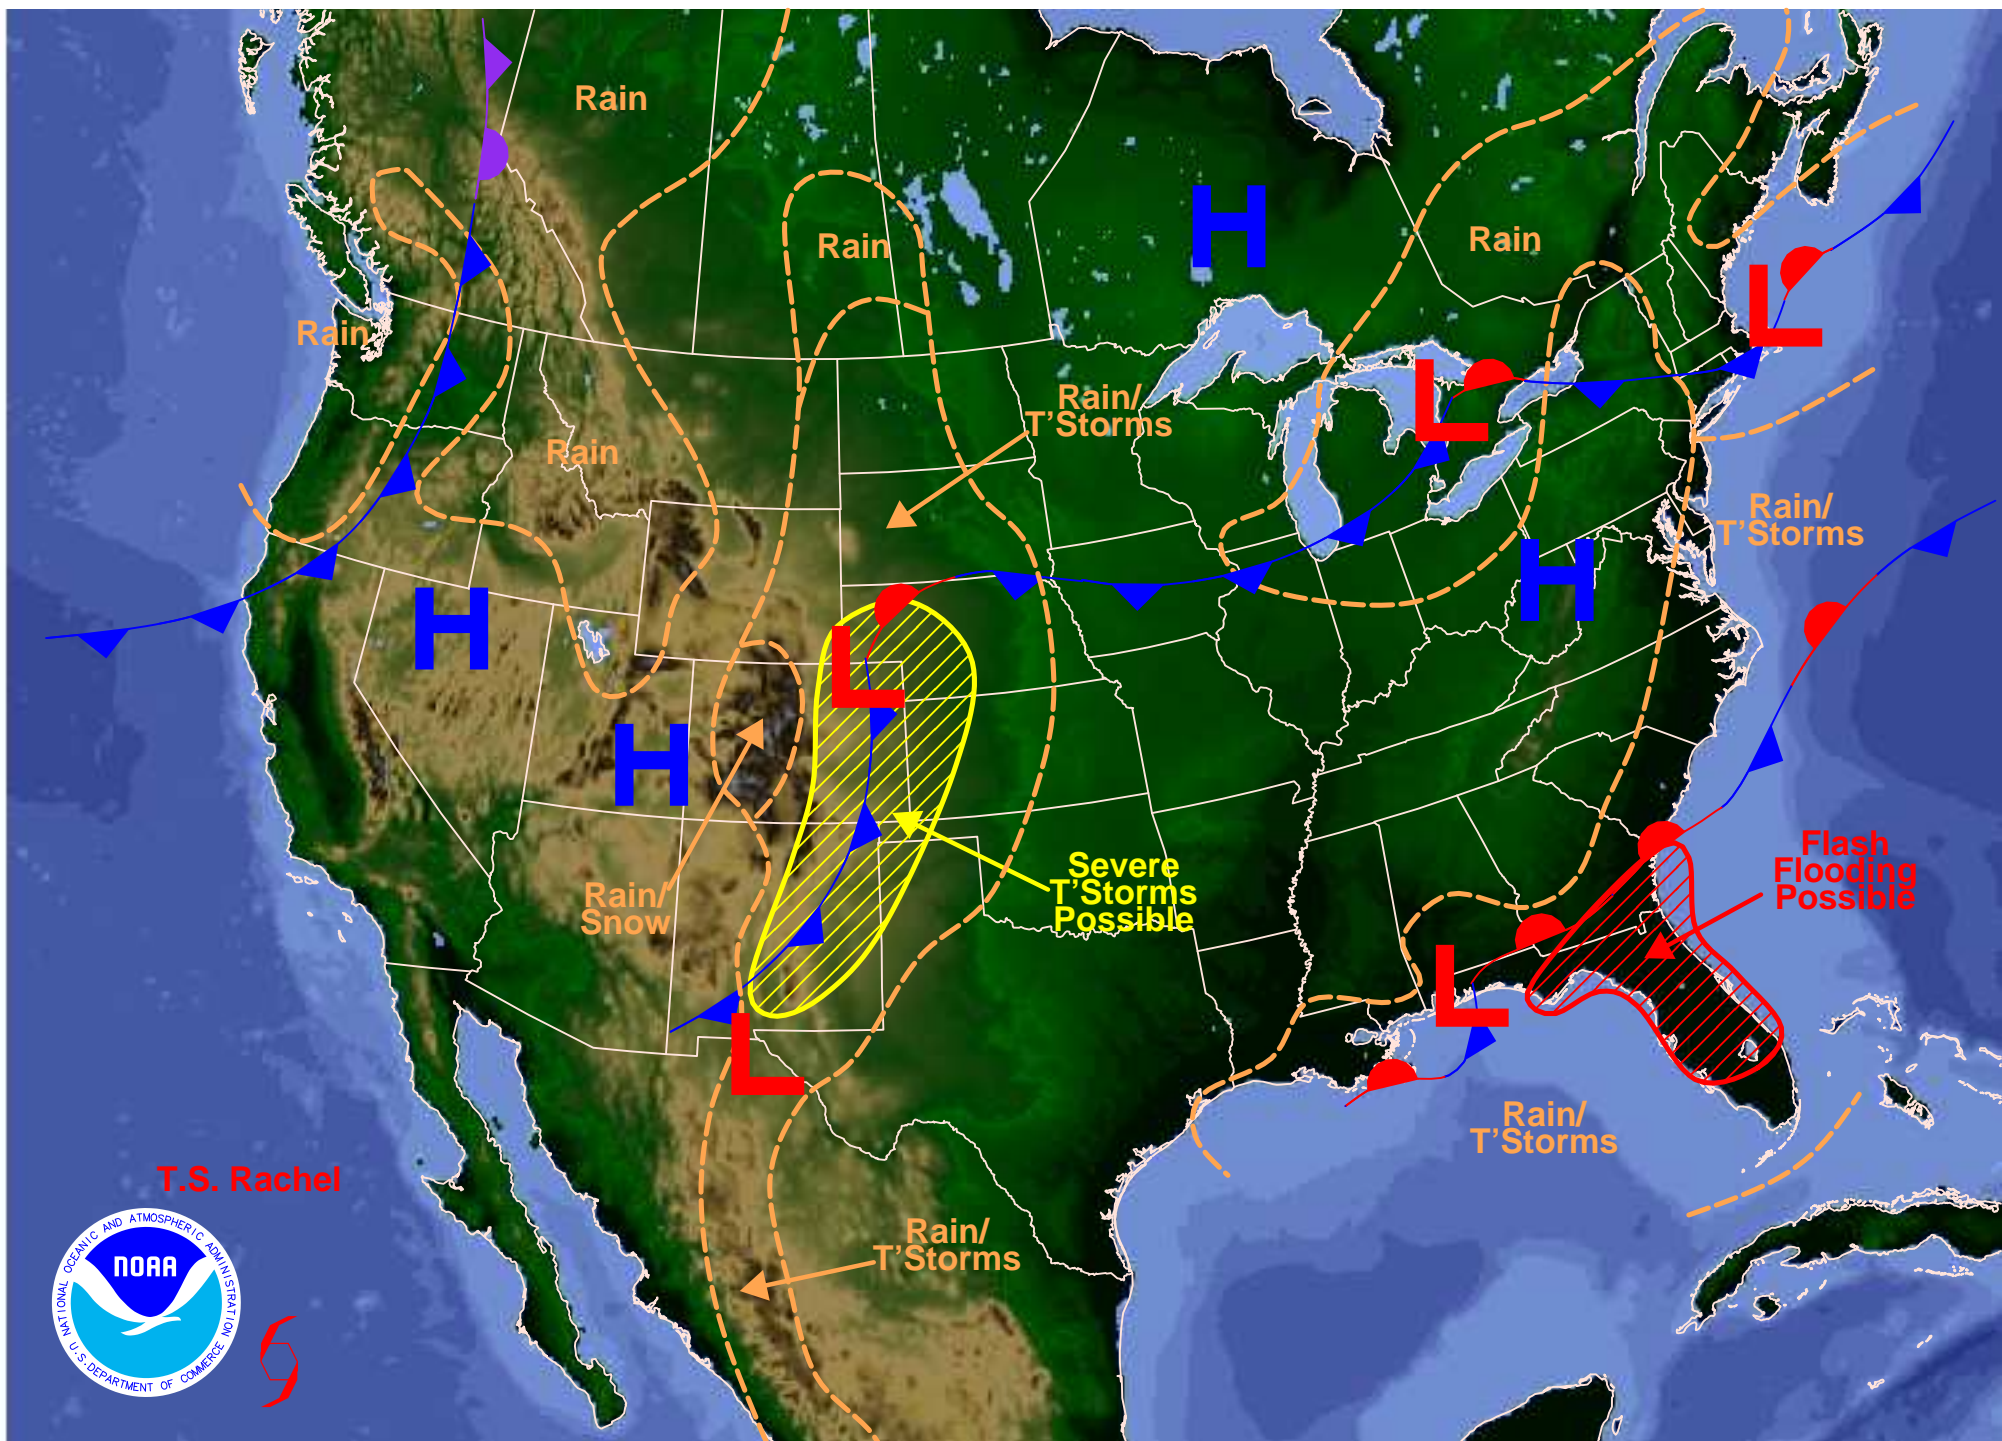 Rain
H
Rain
Rain
L
Rain
L
Rain/
T'Storms
Rain
Rain/
T'Storms
H
H
L
H
Severe
T'Storms
Possible
Flash
Flooding
Possible
Rain/
Snow
L
L
Rain/
T'Storms
T.S. Rachel
Rain/
T'Storms
NATIONAL OCEANIC AND ATMOSPHERIC ADMINISTRATION
NOAA
U.S. DEPARTMENT OF COMMERCE